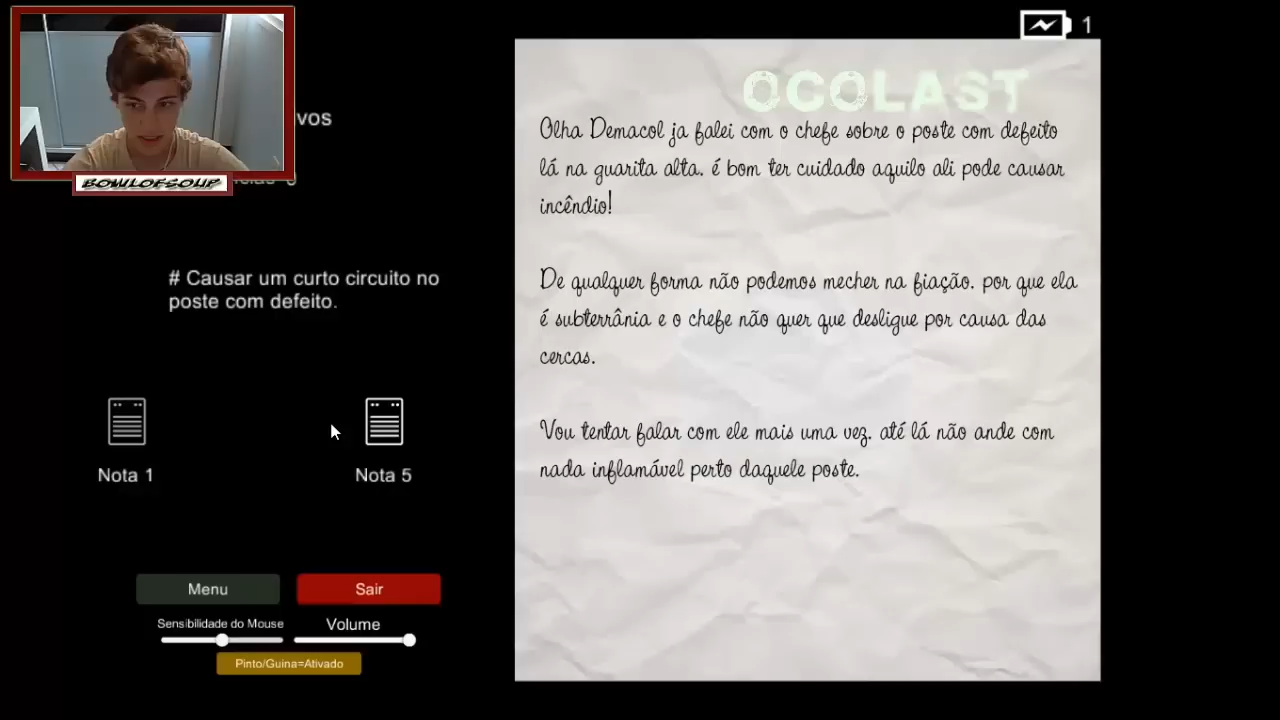 1
OCOLAST
Olha Demacol ja falei com o chefe sobre o poste com defeito
lá na guarita alta. é bom ter cuidado aquilo ali pode causar
incêndio!
De qualquer forma não podemos mecher na fiação. por que ela
é subterrânia e o chefe não quer que desligue por causa das
cercas.
Vou tentar falar com ele mais uma vez. até lá não ande com
nada inflamável perto daquele poste.
BOWLOFSOUP
vos
# Causar um curto circuito no
poste com defeito.
Nota 1
Nota 5
Menu
Sair
Sensibilidade do Mouse
Volume
Pinto/Guina=Ativado